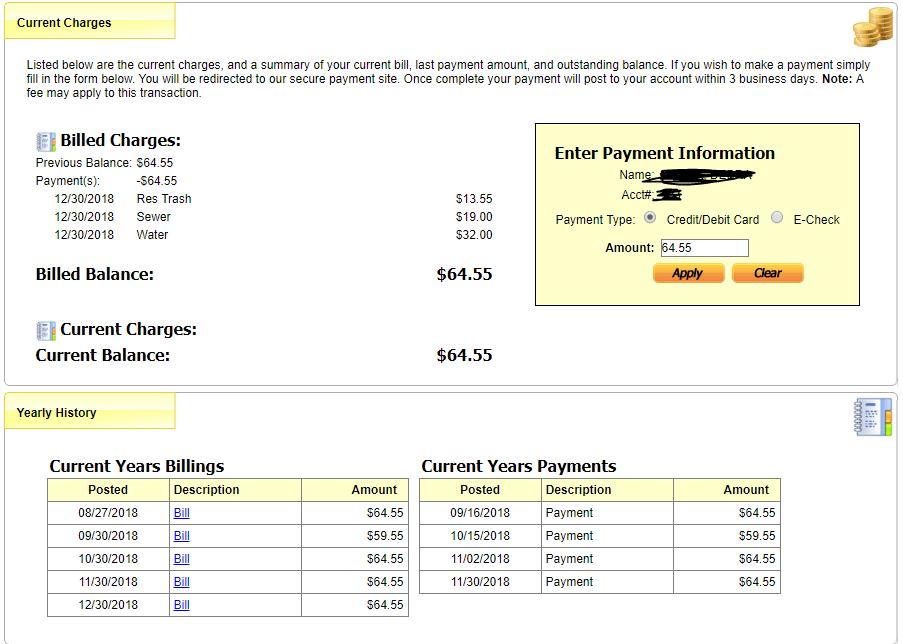 Current Charges
Listed below are the current charges, and a summary of your current bill, last payment amount, and outstanding balance. If you wish to make a payment simply
fill in the form below. You will be redirected to our secure payment site. Once complete your payment will post to your account within 3 business days. Note: A
fee may apply to this transaction.
Billed Charges:
Previous Balance: $64.55
Payment(s): -$64.55
12/30/2018 Res Trash $13.55
12/30/2018 Sewer $19.00
12/30/2018 Water $32.00
Billed Balance: $64.55
Current Charges:
Current Balance: $64.55
Enter Payment Information
Name:
Acct#:
Payment Type: Credit/Debit Card E-Check
Amount: 64.55
Apply Clear
Yearly History
Current Years Billings
Posted Description Amount
08/27/2018 Bill $64.55
09/30/2018 Bill $59.55
10/30/2018 Bill $64.55
11/30/2018 Bill $64.55
12/30/2018 Bill $64.55
Current Years Payments
Posted Description Amount
09/16/2018 Payment $64.55
10/15/2018 Payment $59.55
11/02/2018 Payment $64.55
11/30/2018 Payment $64.55